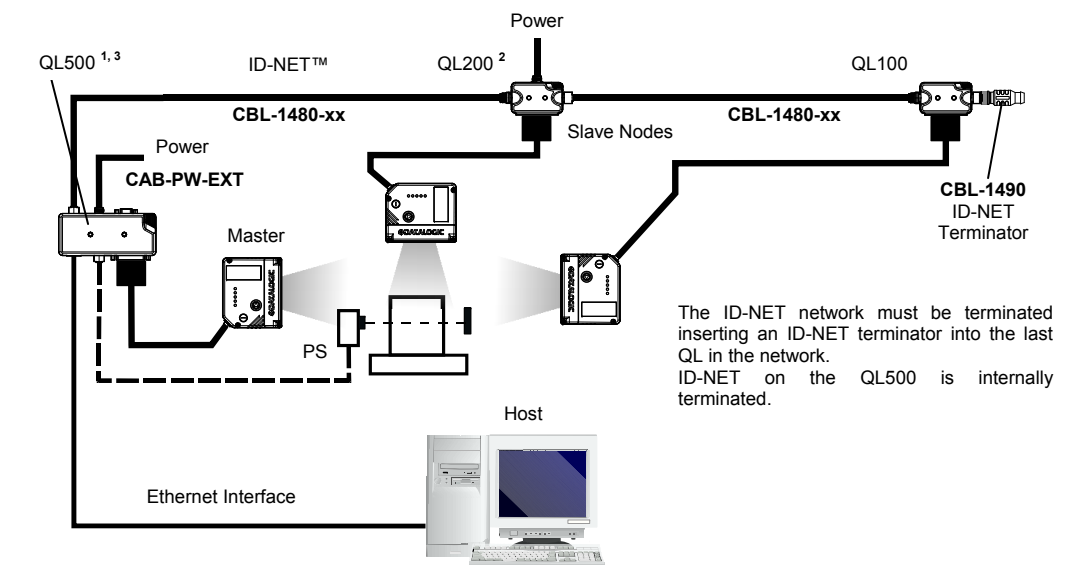 Power
QL500 1, 3
ID-NET™
QL200 2
QL100
CBL-1480-xx
CBL-1480-xx
Slave Nodes
Power
CAB-PW-EXT
CBL-1490
ID-NET
Terminator
Master
DATALOGIC
DATALOGIC
DATALOGIC
PS
The ID-NET network must be terminated
inserting an ID-NET terminator into the last
QL in the network.
ID-NET on the QL500 is internally
terminated.
Host
Ethernet Interface